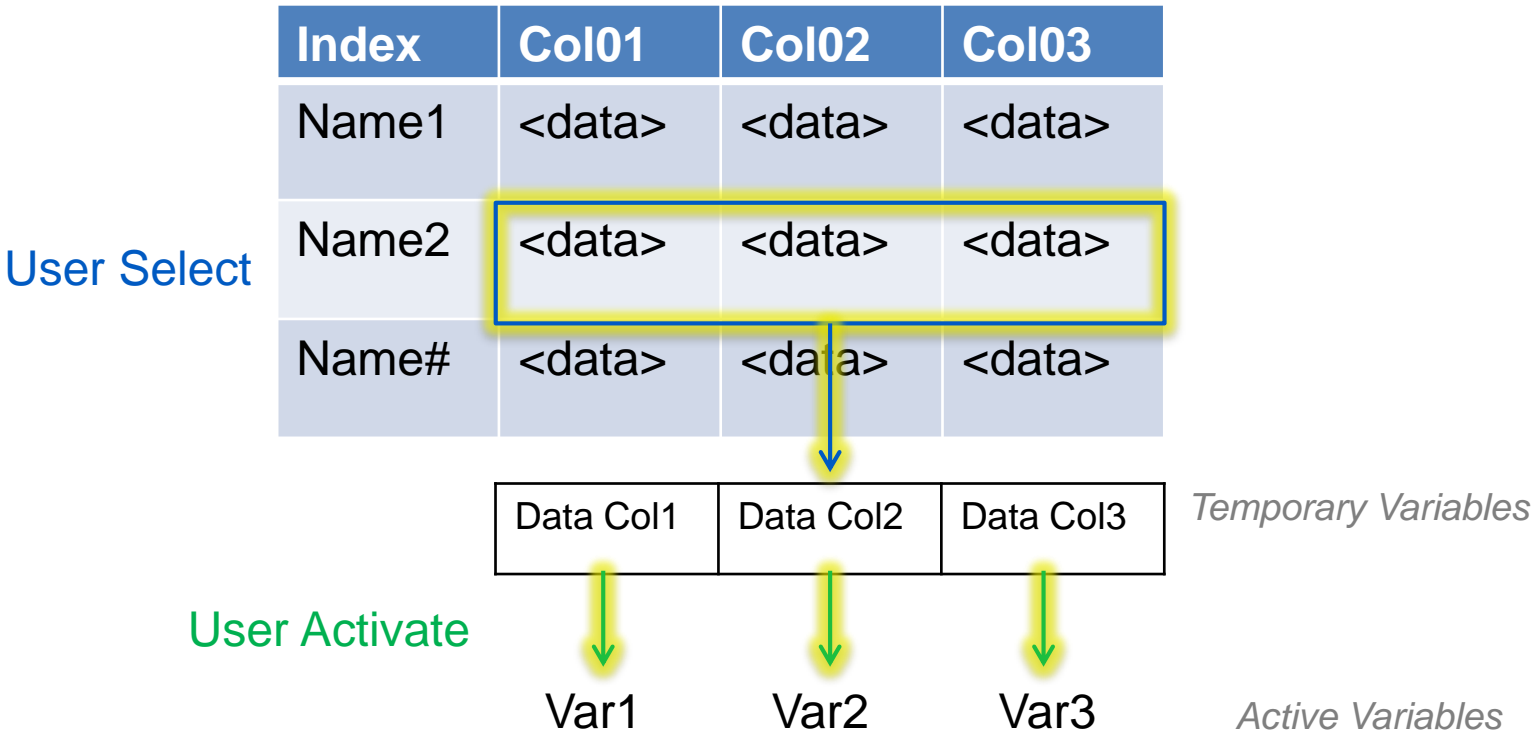 Index Col01 Col02 Col03
Name1 <data> <data> <data>
Name2 <data> <data> <data>
User Select
Name# <data> <data> <data>
Data Col1 Data Col2 Data Col3 Temporary Variables
User Activate
Var1 Var2 Var3 Active Variables